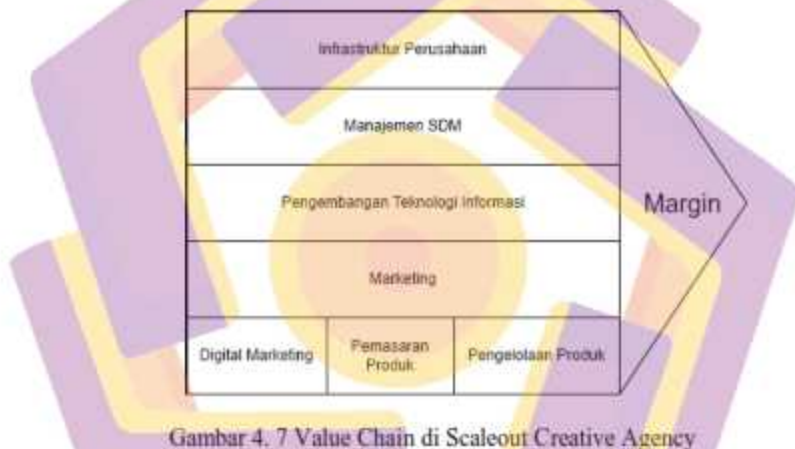 Infrastruktur Perusahaan
Manajemen SDM
Pengembangan Teknologi Informasi
Margin
Marketing
Digital Marketing
Pemasaran
Produk
Pengelolaan Produk
Gambar 4. 7 Value Chain di Scaleout Creative Agency